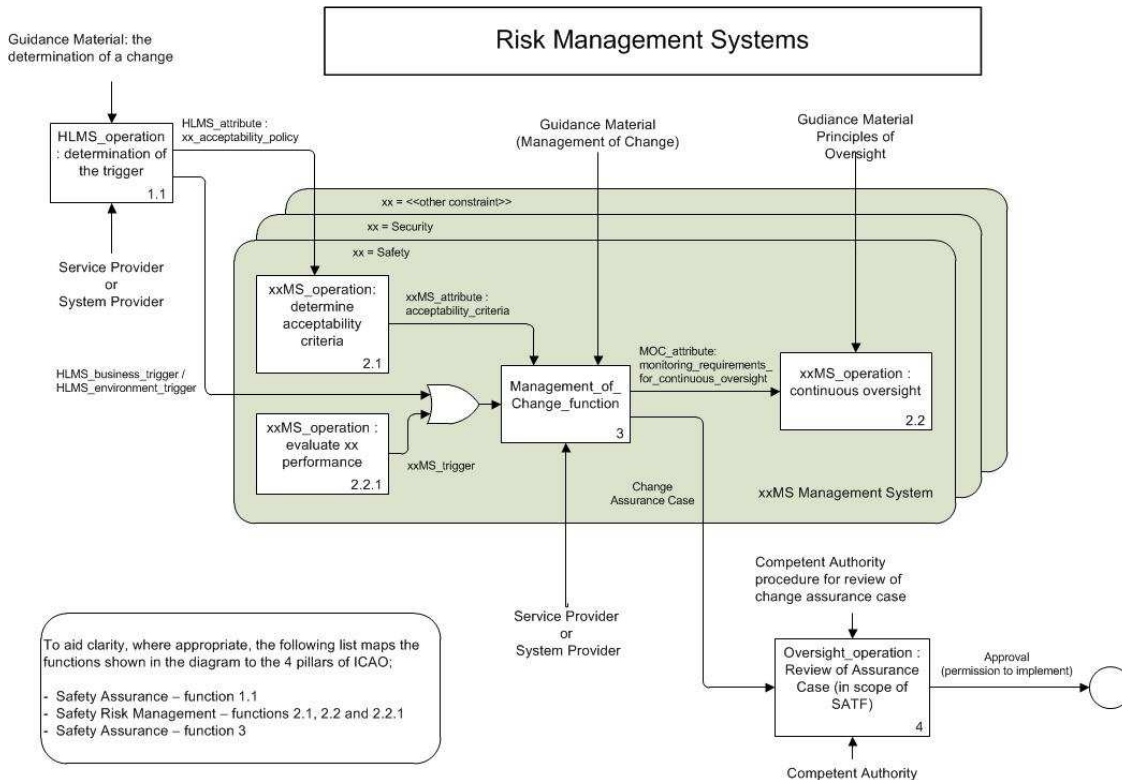 Risk Management Systems
Guidance Material: the
determination of a change
HLMS_operation
: determination of
the trigger
1.1
HLMS_attribute :
xx_acceptability_policy
Service Provider
or
System Provider
Guidance Material
(Management of Change)
Gudiance Material
Principles of
Oversight
xx = <<other constraint>>
xx = Security
xx = Safety
xxMS_operation:
determine
acceptability
criteria
2.1
xxMS_attribute :
acceptability_criteria
HLMS_business_trigger /
HLMS_environment_trigger
xxMS_operation :
evaluate xx
performance
2.2.1
xxMS_trigger
Management_of_
Change_function
3
MOC_attribute:
monitoring_requirements_
for_continuous_oversight
xxMS_operation :
continuous oversight
2.2
Change
Assurance Case
xxMS Management System
Service Provider
or
System Provider
Competent Authority
procedure for review of
change assurance case
Oversight_operation :
Review of Assurance
Case (in scope of
SATF)
4
Approval
(permission to implement)
Competent Authority
To aid clarity, where appropriate, the following list maps the
functions shown in the diagram to the 4 pillars of ICAO;
- Safety Assurance – function 1.1
- Safety Risk Management – functions 2.1, 2.2 and 2.2.1
- Safety Assurance – function 3